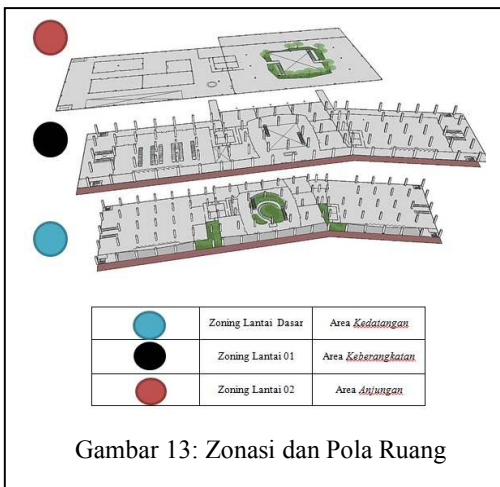 Zoning Lantai Dasar Area Kedatangan
Zoning Lantai 01 Area Keberangkatan
Zoning Lantai 02 Area Anjungan
Gambar 13: Zonasi dan Pola Ruang